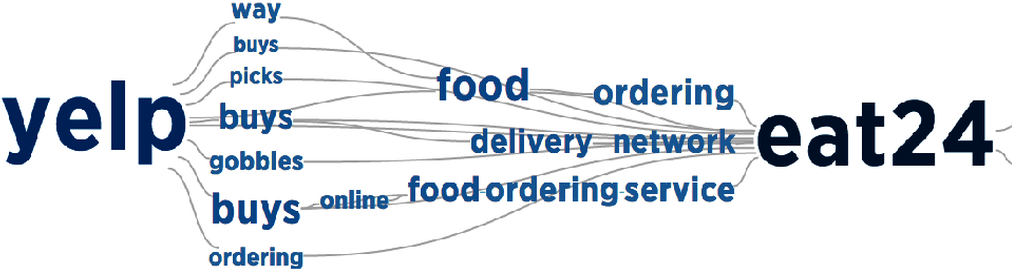 way
buys
picks
food ordering
yelp buys eat24
delivery network
gobbles
buys online food ordering service
ordering